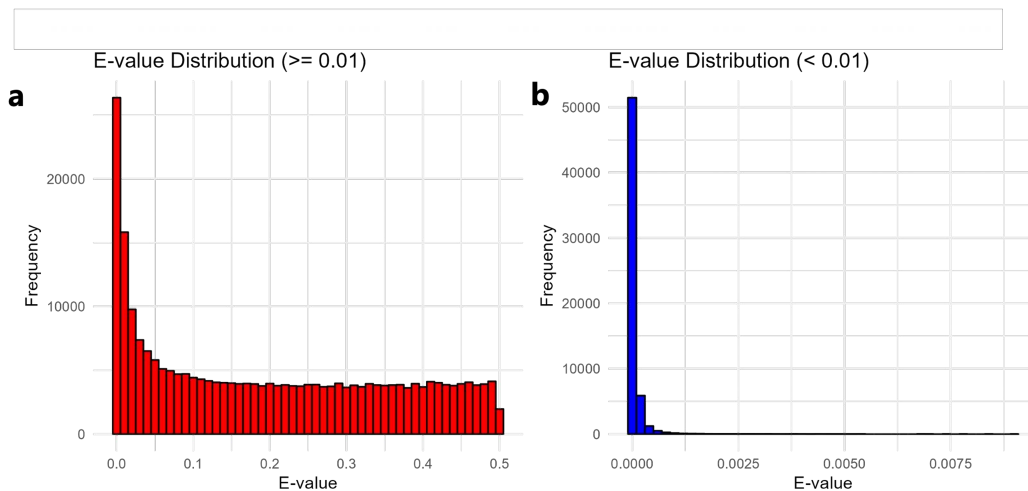 E-value Distribution (>= 0.01)
a
20000
10000
0
Frequency
0.0 0.1 0.2 0.3 0.4 0.5
E-value
E-value Distribution (< 0.01)
b
50000
40000
30000
20000
10000
0
Frequency
0.0000 0.0025 0.0050 0.0075
E-value